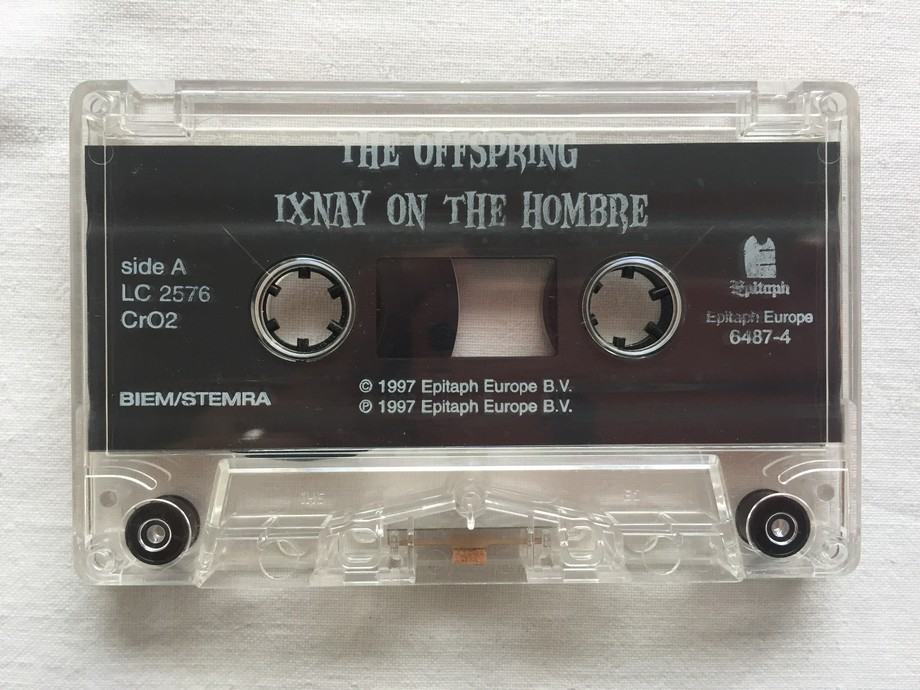 THE OFFSPRING
IXNAY ON THE HOMBRE
side A
LC 2576
CrO2
BIEM/STEMRA
Epitaph
Epitaph Europe
6487-4
© 1997 Epitaph Europe B.V.
℗ 1997 Epitaph Europe B.V.